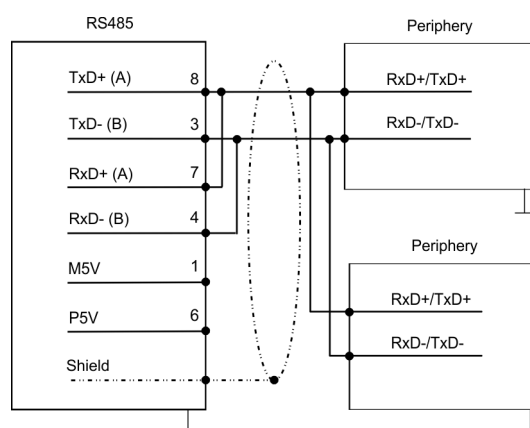 RS485
Periphery
TxD+ (A) 8
RxD+/TxD+
TxD- (B) 3
RxD-/TxD-
RxD+ (A) 7
RxD- (B) 4
Periphery
M5V 1
RxD+/TxD+
P5V 6
RxD-/TxD-
Shield